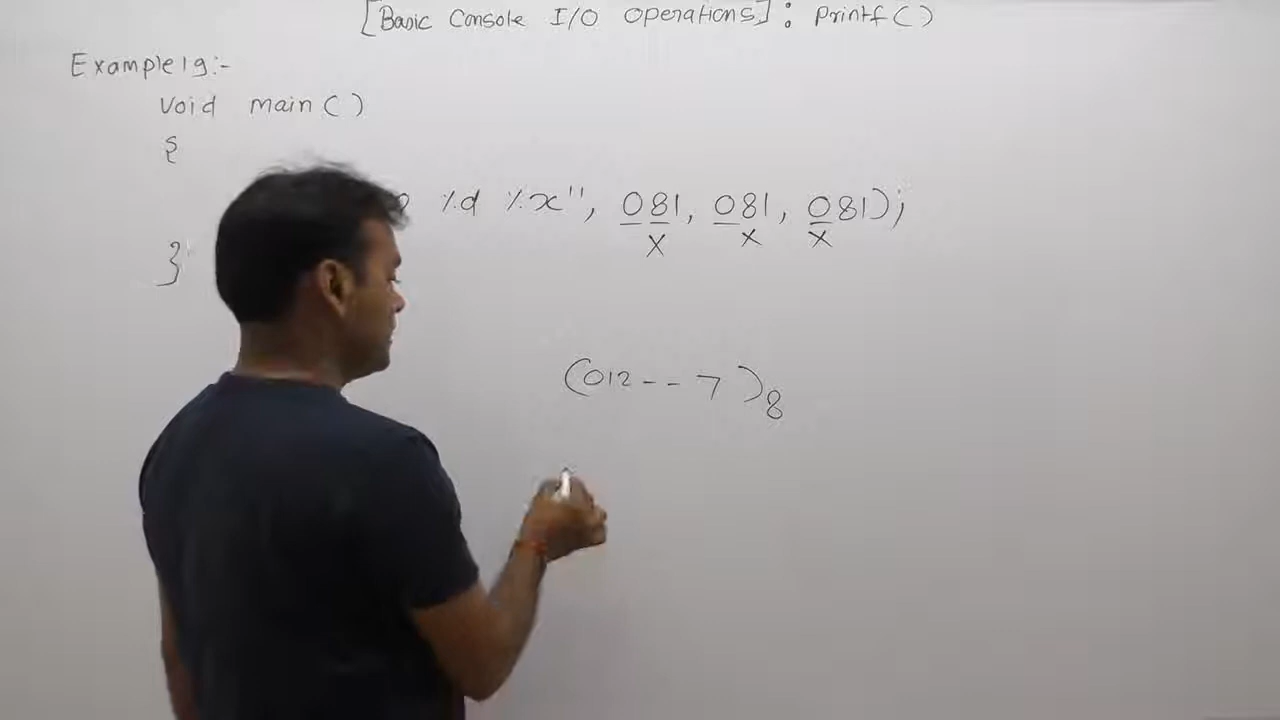 [Basic Console I/O Operations] : Printf ( )
Example 19:-
Void main ( )
{
%d %x", 081, 081, 081);
X X X
}
(012 -- 7 )8